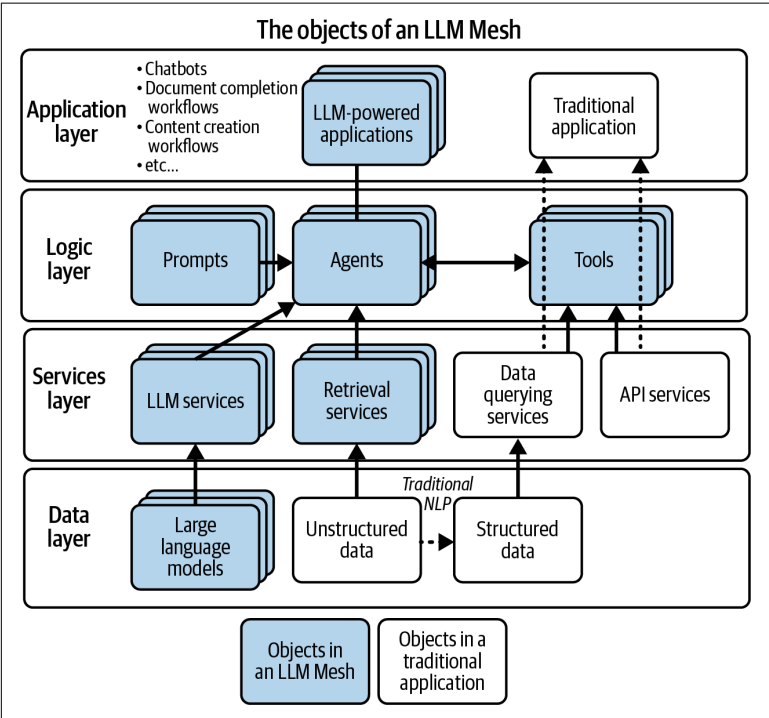 The objects of an LLM Mesh
Application
layer
• Chatbots
• Document completion
workflows
• Content creation
workflows
• etc...
LLM-powered
applications
Traditional
application
Logic
layer
Prompts
Agents
Tools
Services
layer
LLM services
Retrieval
services
Data
querying
services
API services
Data
layer
Large
language
models
Unstructured
data
Traditional
NLP
Structured
data
Objects in
an LLM Mesh
Objects in a
traditional
application